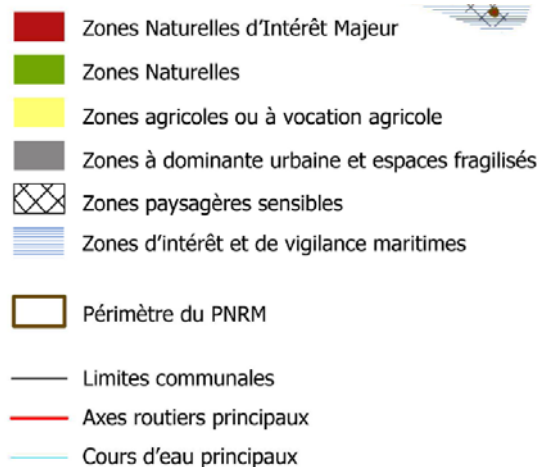 Zones Naturelles d'Intérêt Majeur
Zones Naturelles
Zones agricoles ou à vocation agricole
Zones à dominante urbaine et espaces fragilisés
Zones paysagères sensibles
Zones d'intérêt et de vigilance maritimes
Périmètre du PNRM
Limites communales
Axes routiers principaux
Cours d'eau principaux